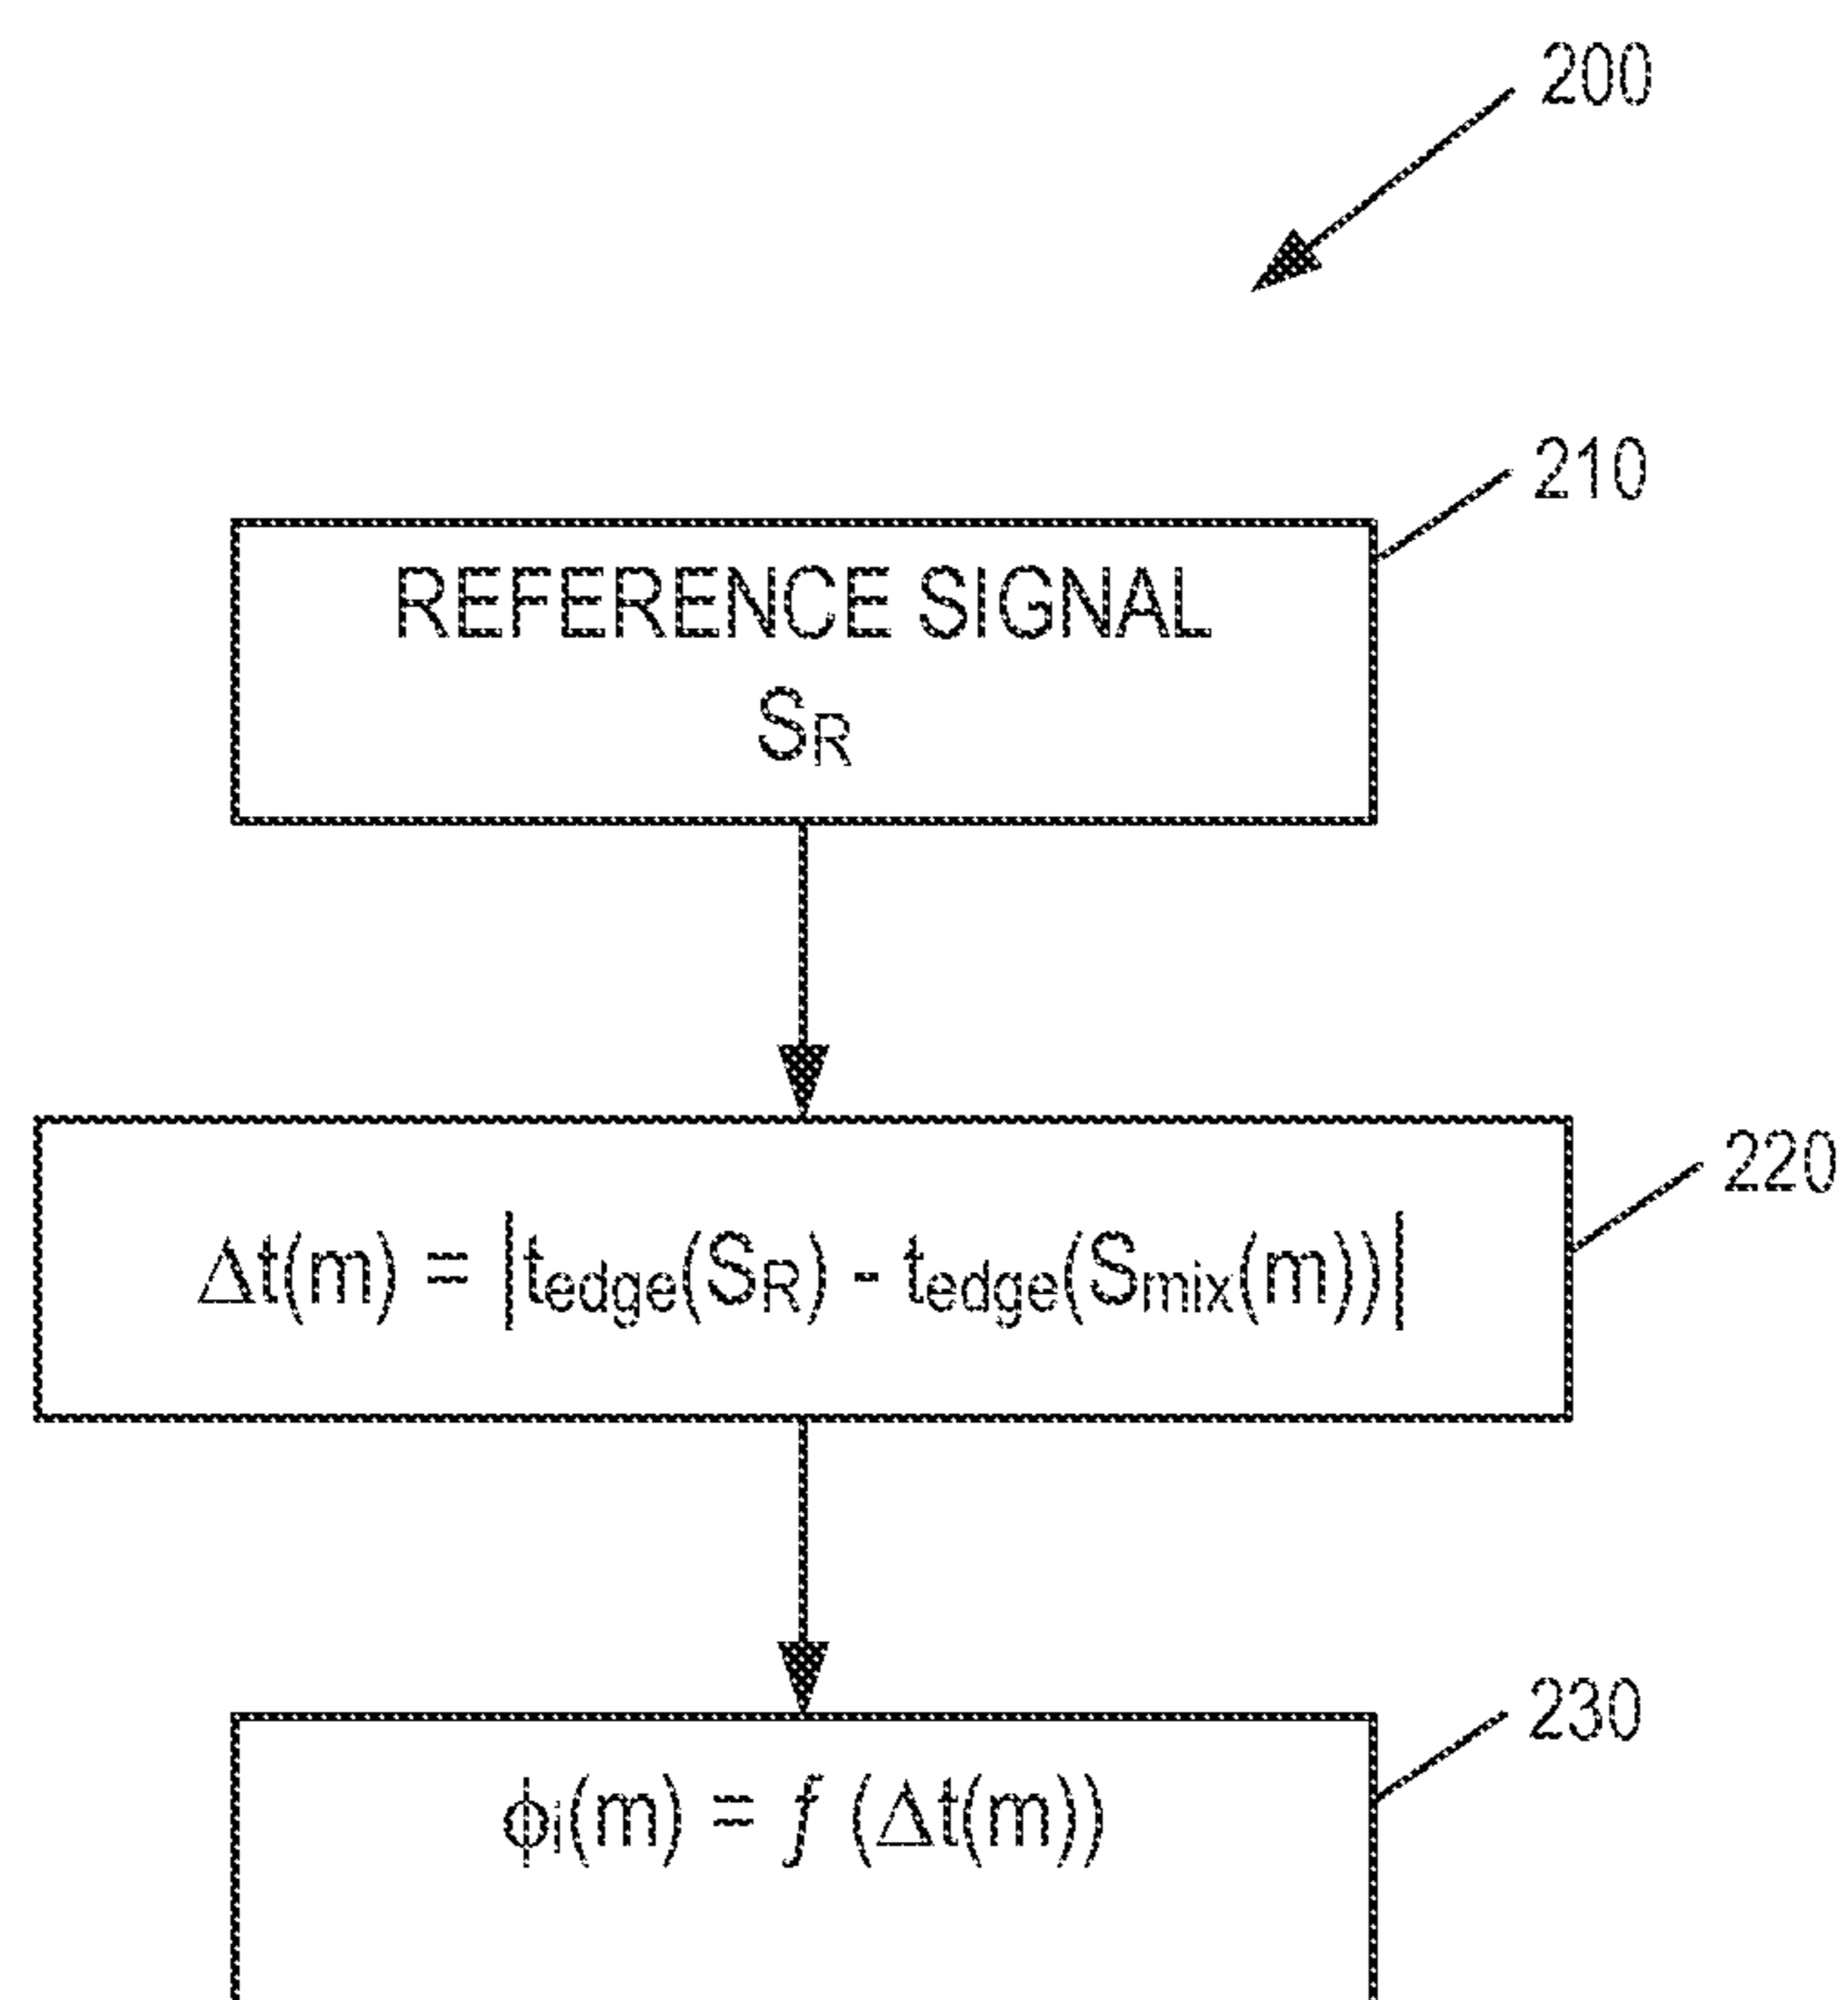 200
210
REFERENCE SIGNAL
SR
220
Δt(m) = |tedge(SR) - tedge(Smix(m))|
230
ϕi(m) = ƒ (Δt(m))